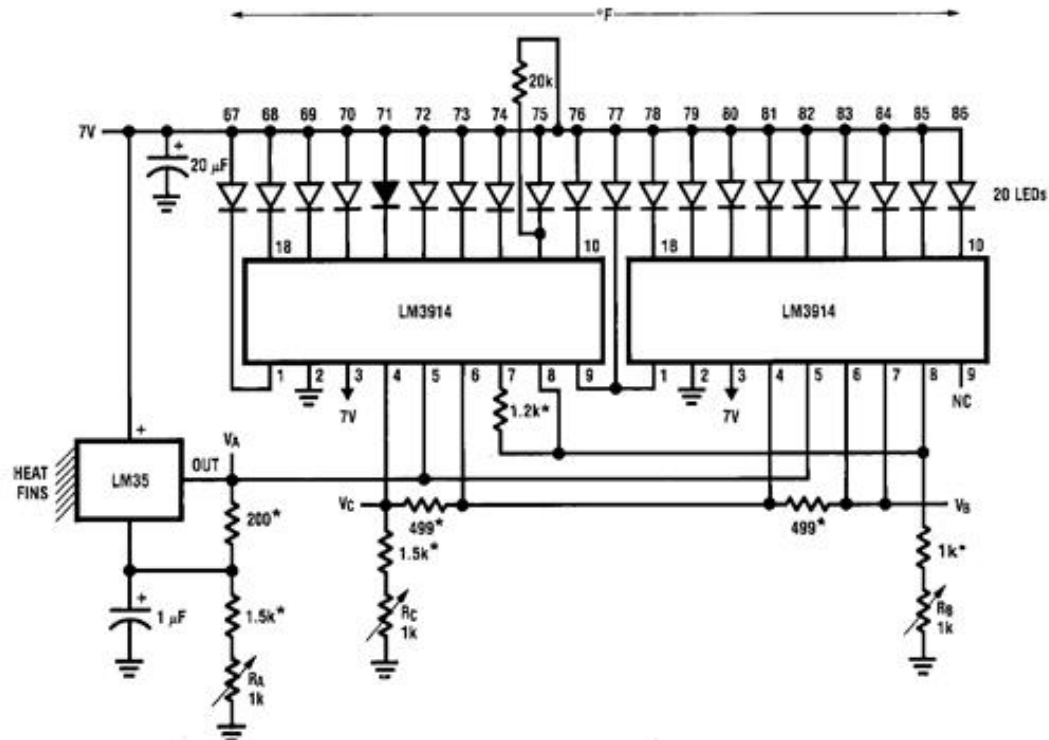 °F
20k
67 68 69 70 71 72 73 74 75 76 77 78 79 80 81 82 83 84 85 86
7V
+
20 μF
20 LEDs
18 10 18 10
LM3914 LM3914
1 2 3 4 5 6 7 8 9 1 2 3 4 5 6 7 8 9
7V 1.2k* 7V NC
+
VA
HEAT
FINS
LM35
OUT
VC VB
200* 499* 499*
1.5k* 1k*
+
1 μF
1.5k*
RC
1k
RB
1k
RA
1k